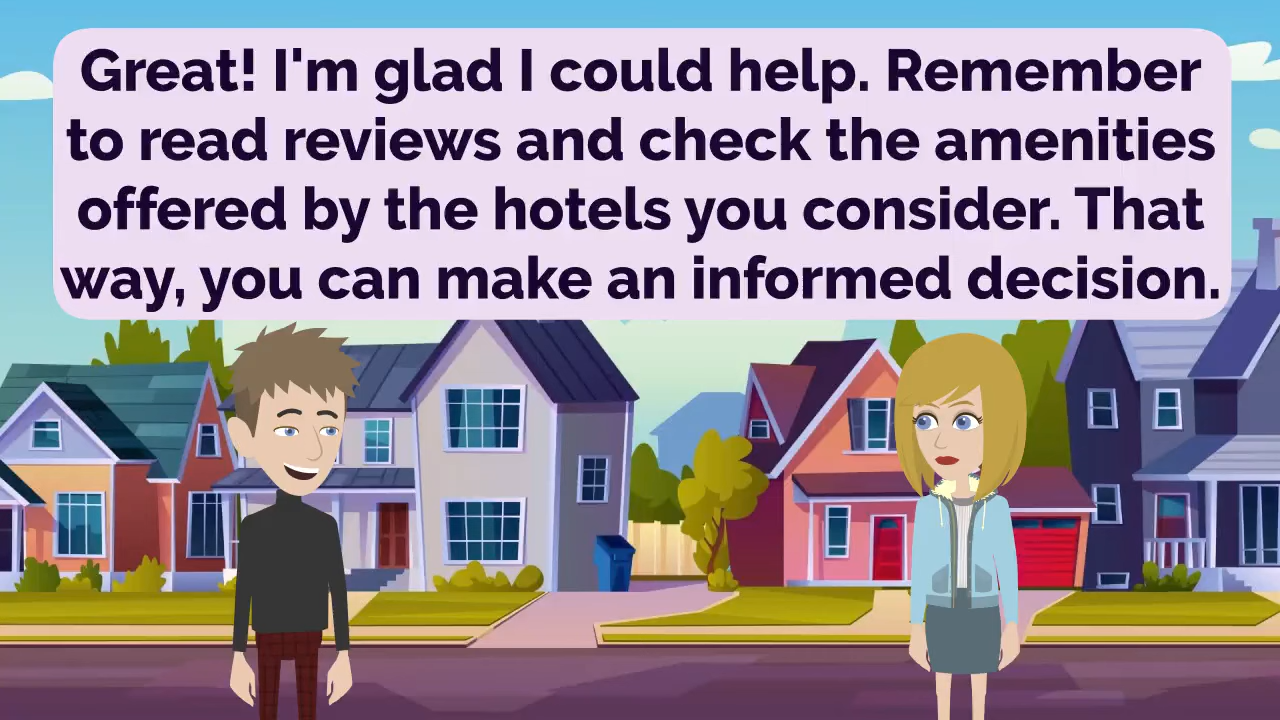 Great! I'm glad I could help. Remember
to read reviews and check the amenities
offered by the hotels you consider. That
way, you can make an informed decision.